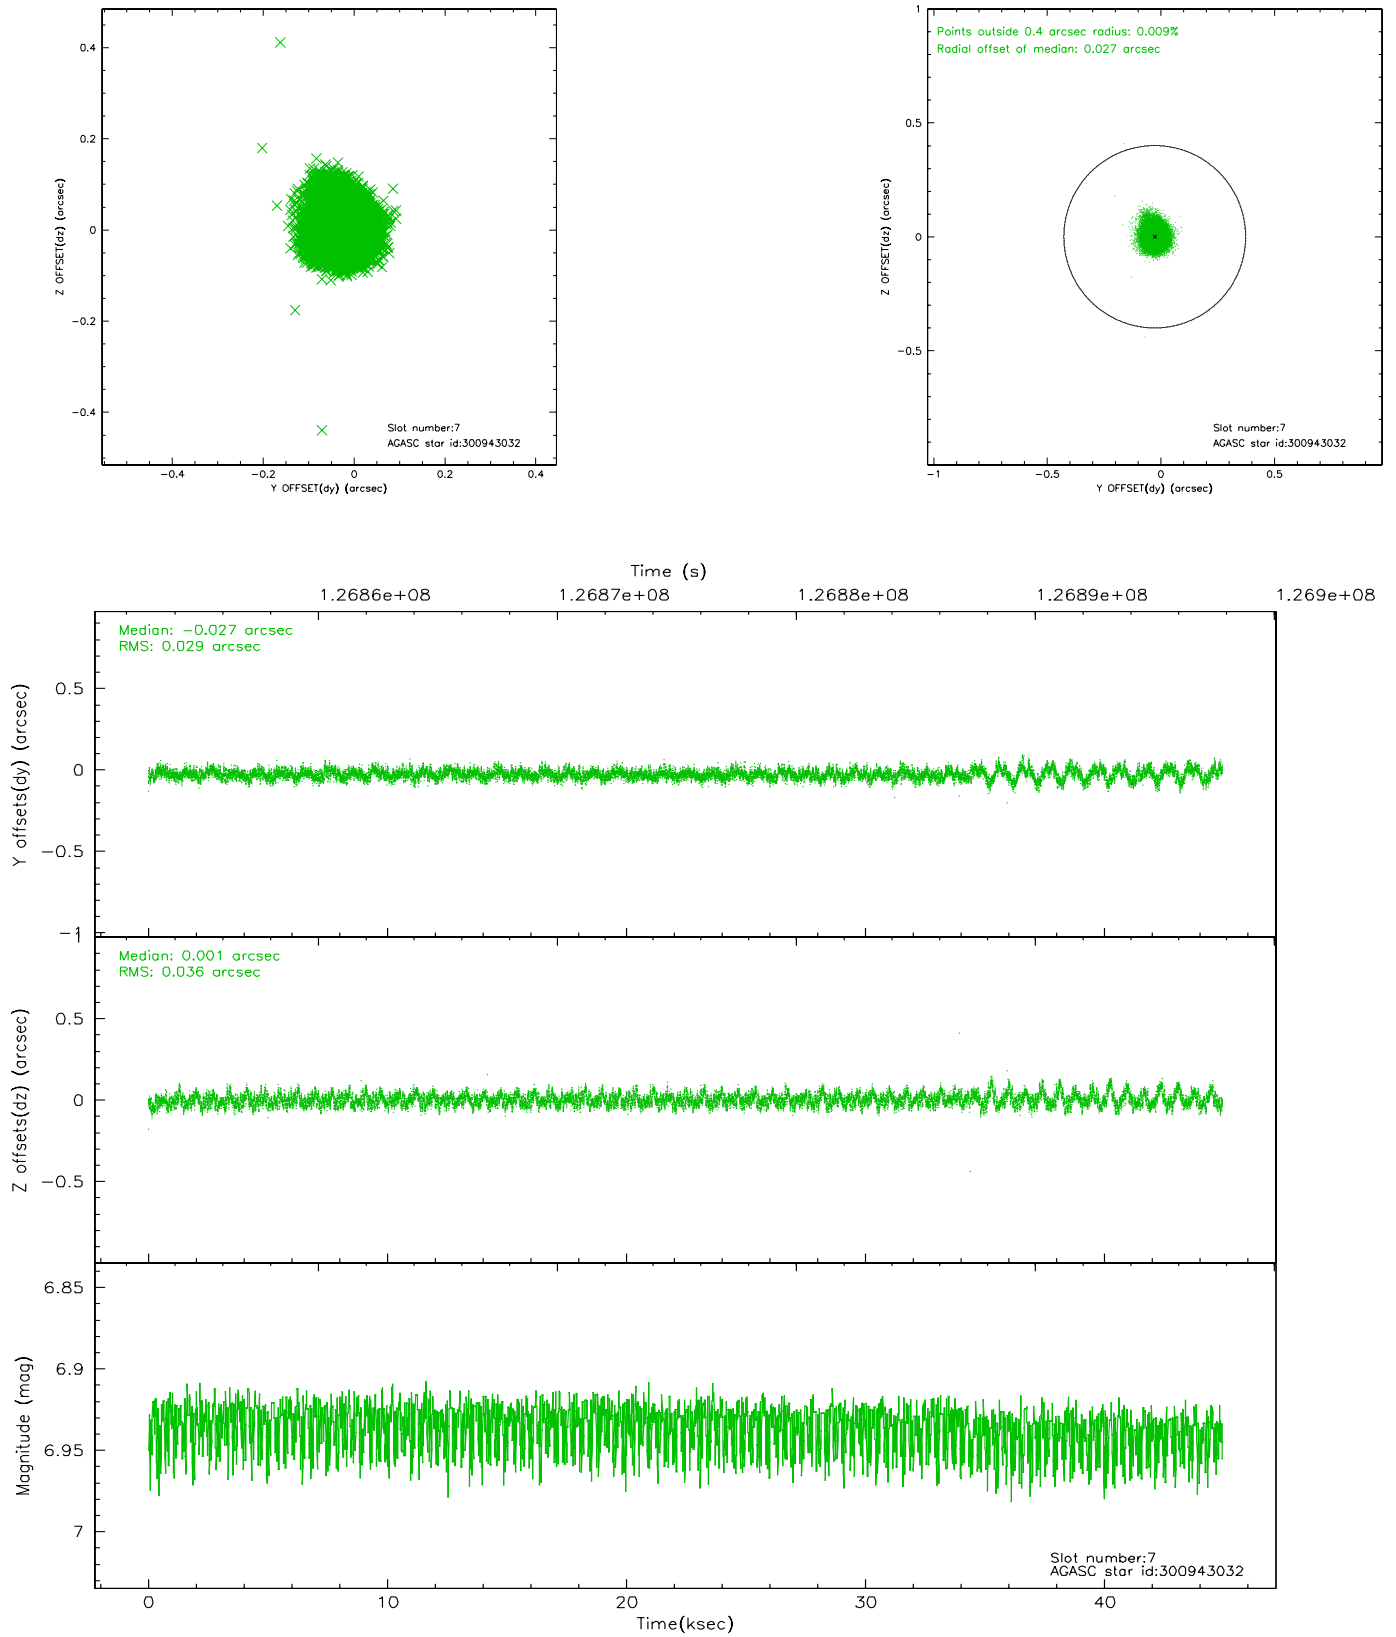 0.4
0.2
0
−0.2
−0.4
Z OFFSET(dz) (arcsec)
Slot number:7
AGASC star id:300943032
−0.4 −0.2 0 0.2 0.4
Y OFFSET(dy) (arcsec)
1
0.5
0
−0.5
Z OFFSET(dz) (arcsec)
Points outside 0.4 arcsec radius: 0.009%
Radial offset of median: 0.027 arcsec
Slot number:7
AGASC star id:300943032
−1 −0.5 0 0.5
Y OFFSET(dy) (arcsec)
Time (s)
1.2686e+08 1.2687e+08 1.2688e+08 1.2689e+08 1.269e+08
Median: −0.027 arcsec
RMS: 0.029 arcsec
0.5
0
−0.5
−1
Y offsets(dy) (arcsec)
Median: 0.001 arcsec
RMS: 0.036 arcsec
0.5
0
−0.5
Z offsets(dz) (arcsec)
6.85
6.9
6.95
7
Magnitude (mag)
Slot number:7
AGASC star id:300943032
0 10 20 30 40
Time(ksec)